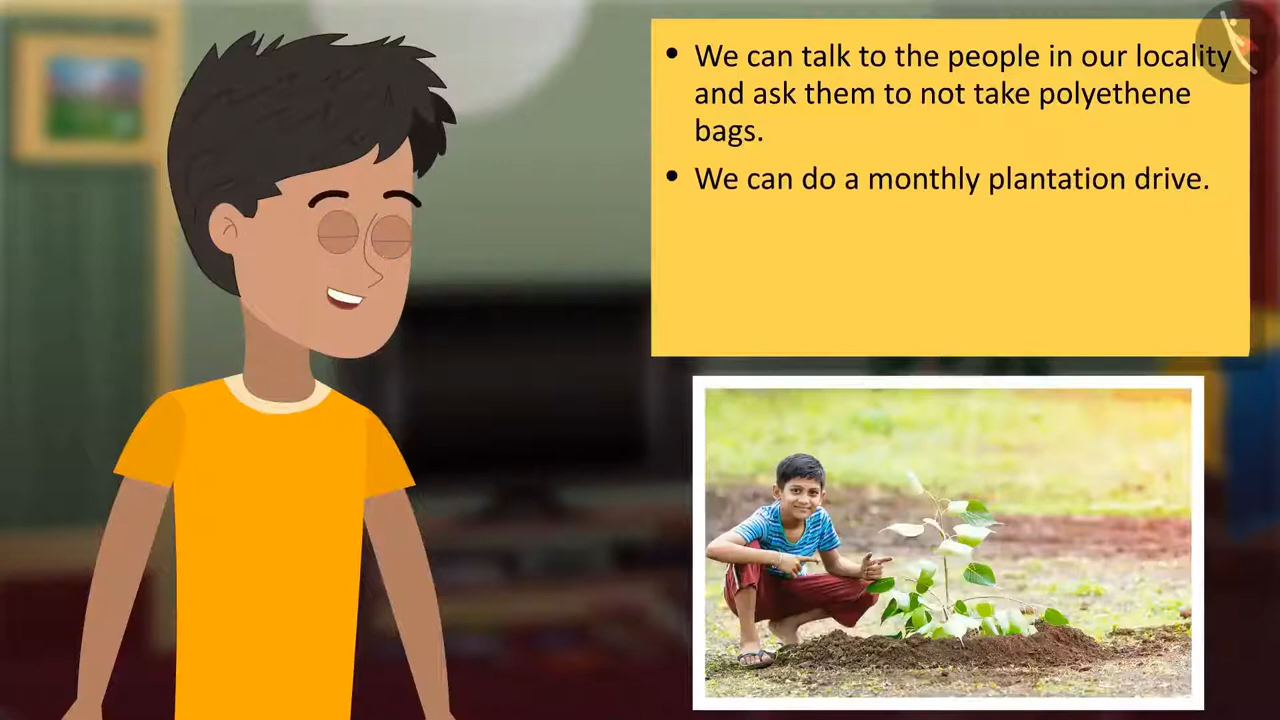 • We can talk to the people in our locality
and ask them to not take polyethene
bags.
• We can do a monthly plantation drive.